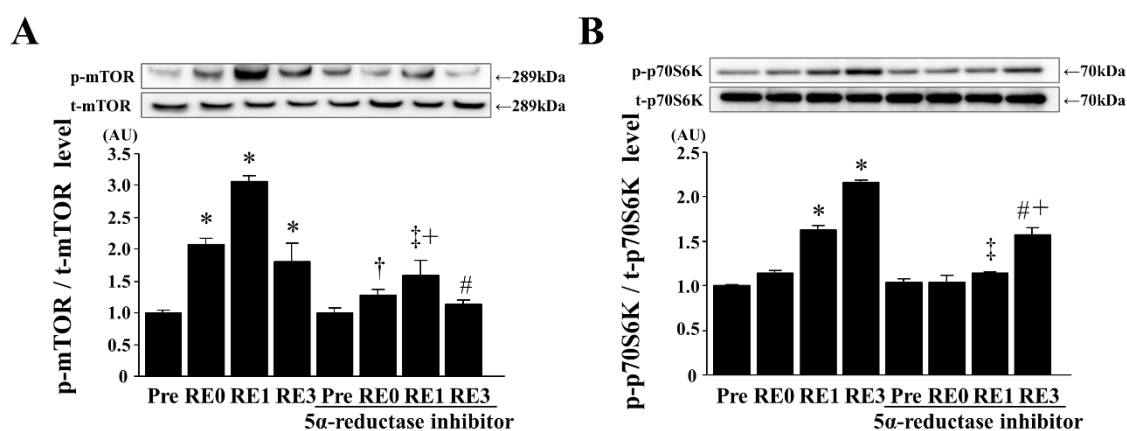 A
p-mTOR
←289kDa
t-mTOR
←289kDa
(AU)
p-mTOR / t-mTOR level
3.5
3.0
2.5
2.0
1.5
1.0
0.5
0
* * * † ‡+ #
Pre RE0 RE1 RE3 Pre RE0 RE1 RE3
5α-reductase inhibitor
B
p-p70S6K
←70kDa
t-p70S6K
←70kDa
(AU)
p-p70S6K / t-p70S6K level
2.5
2.0
1.5
1.0
0.5
0
* * ‡ #+
Pre RE0 RE1 RE3 Pre RE0 RE1 RE3
5α-reductase inhibitor